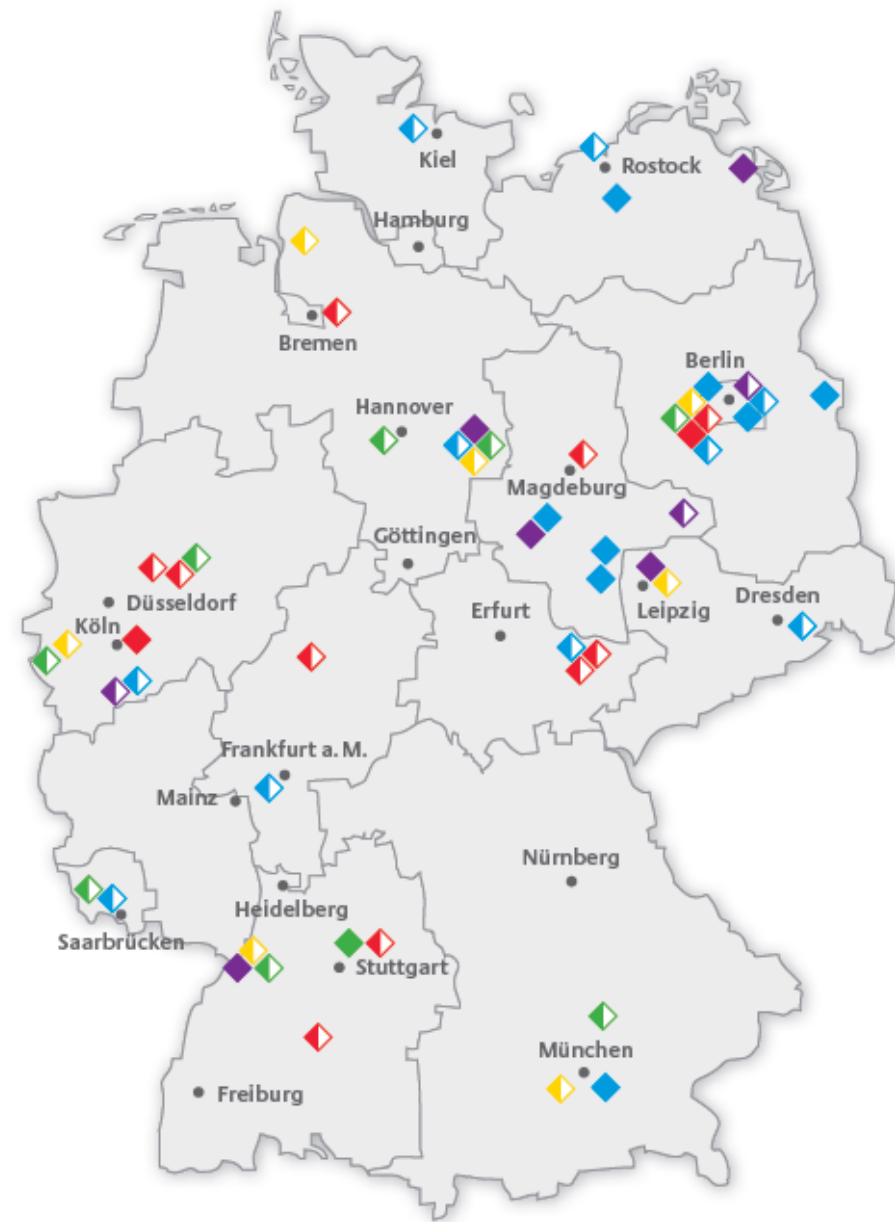 Kiel
Rostock
Hamburg
Bremen
Berlin
Hannover
Magdeburg
Göttingen
Düsseldorf
Köln
Erfurt
Leipzig
Dresden
Frankfurt a. M.
Mainz
Nürnberg
Heidelberg
Saarbrücken
Stuttgart
München
Freiburg